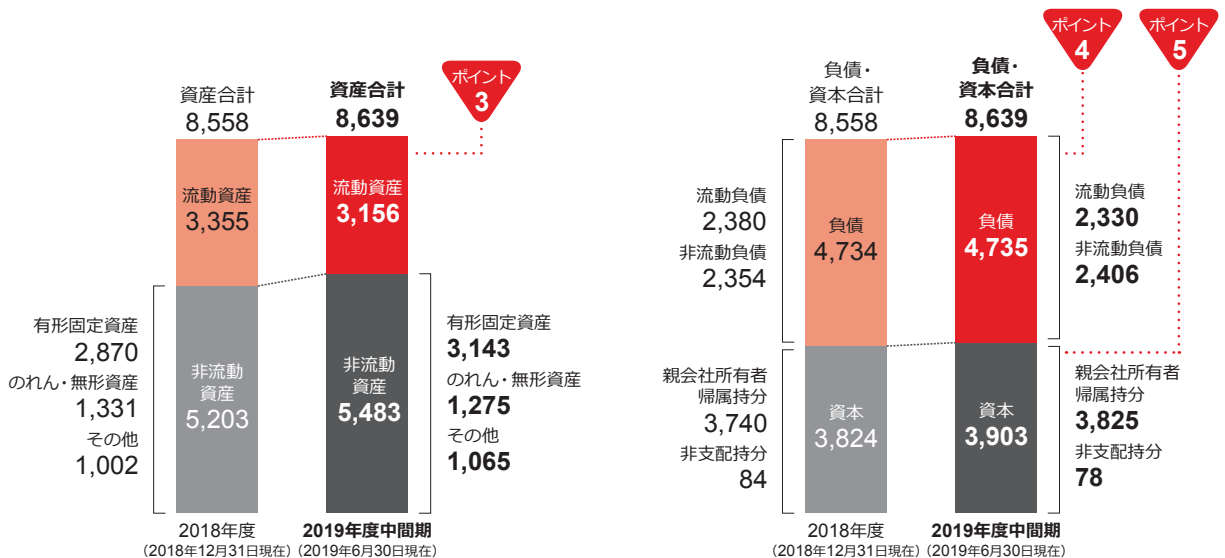 ポイント
3
資産合計
8,558
資産合計
8,639
流動資産
3,355
流動資産
3,156
有形固定資産
2,870
のれん・無形資産
1,331
その他
1,002
非流動
資産
5,203
非流動
資産
5,483
有形固定資産
3,143
のれん・無形資産
1,275
その他
1,065
2018年度
(2018年12月31日現在)
2019年度中間期
(2019年6月30日現在)
ポイント
4
ポイント
5
負債・
資本合計
8,558
負債・
資本合計
8,639
流動負債
2,380
非流動負債
2,354
負債
4,734
負債
4,735
流動負債
2,330
非流動負債
2,406
親会社所有者
帰属持分
3,740
非支配持分
84
資本
3,824
資本
3,903
親会社所有者
帰属持分
3,825
非支配持分
78
2018年度
(2018年12月31日現在)
2019年度中間期
(2019年6月30日現在)